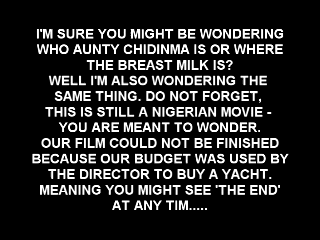 I'M SURE YOU MIGHT BE WONDERING
WHO AUNTY CHIDINMA IS OR WHERE
THE BREAST MILK IS?
WELL I'M ALSO WONDERING THE
SAME THING. DO NOT FORGET,
THIS IS STILL A NIGERIAN MOVIE -
YOU ARE MEANT TO WONDER.
OUR FILM COULD NOT BE FINISHED
BECAUSE OUR BUDGET WAS USED BY
THE DIRECTOR TO BUY A YACHT.
MEANING YOU MIGHT SEE 'THE END'
AT ANY TIM.....